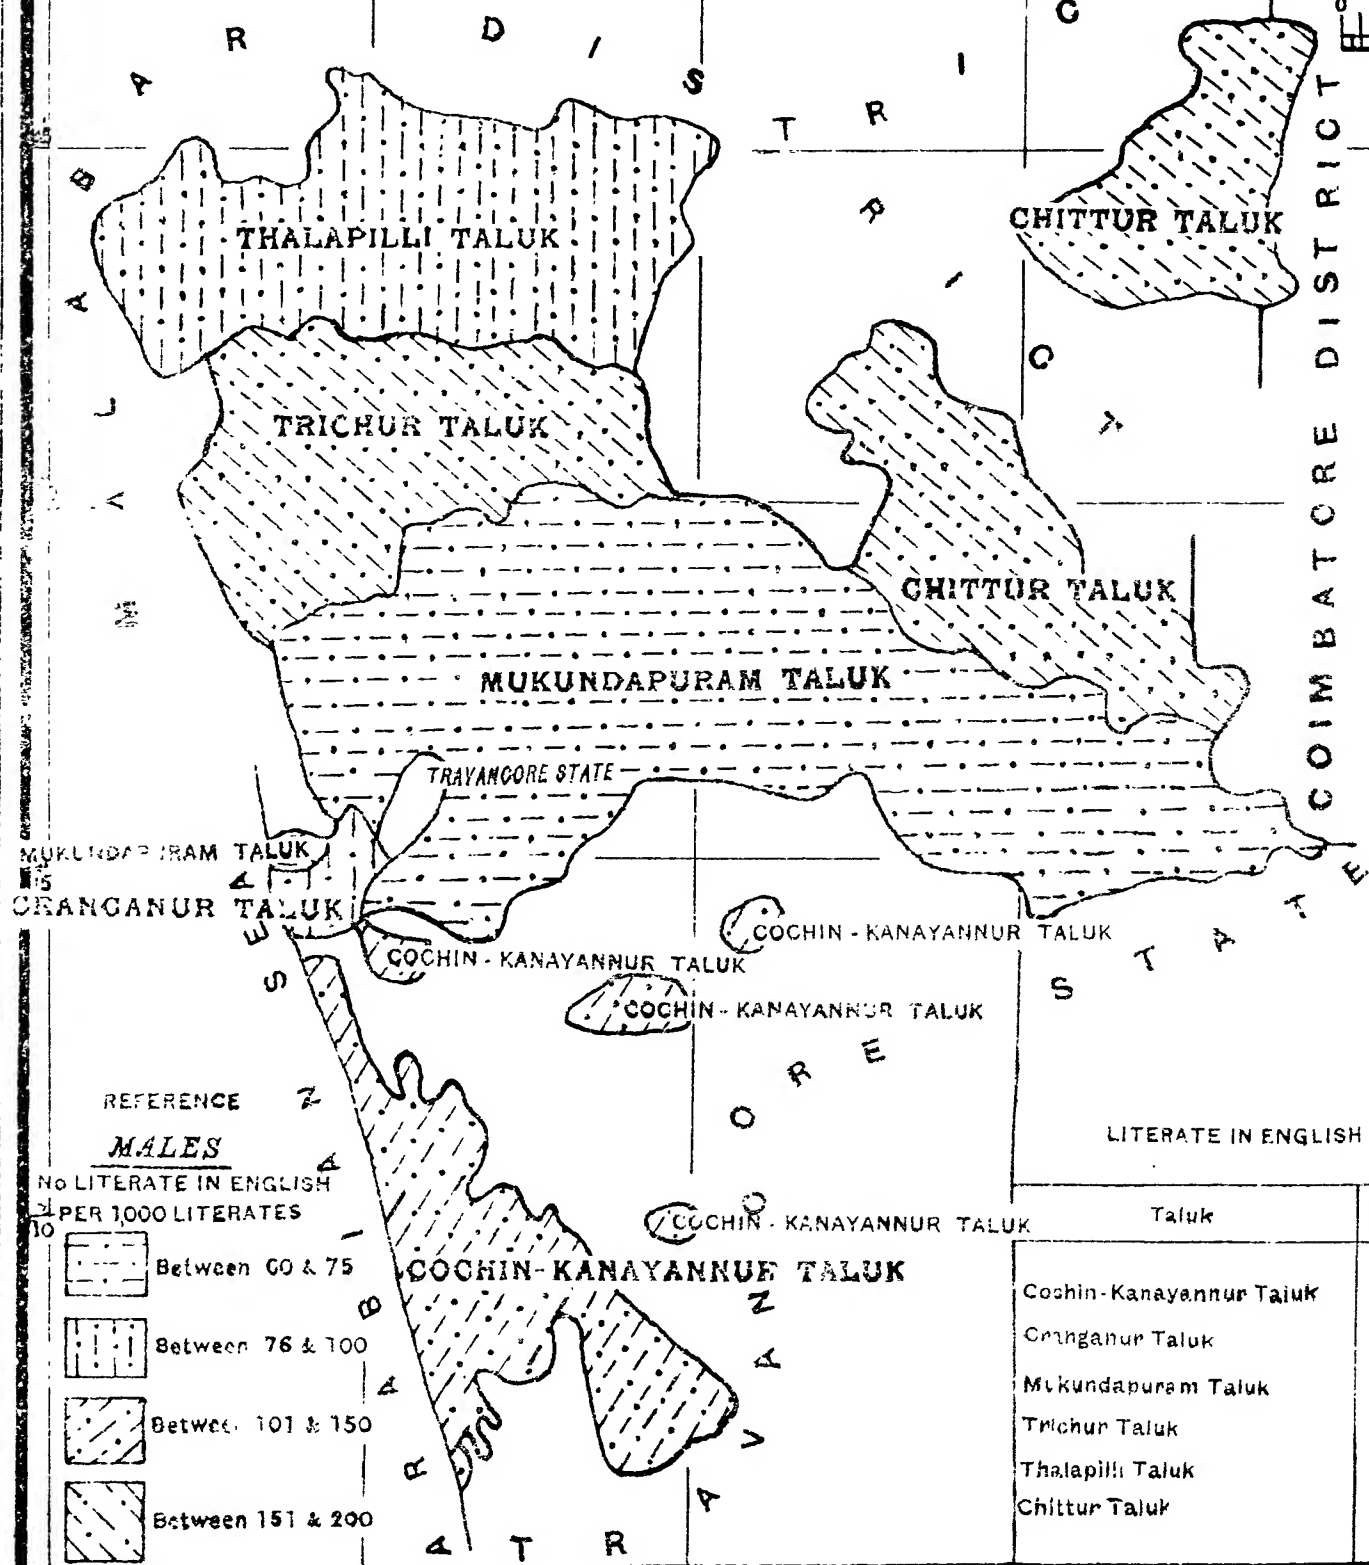 MALABAR DISTRICT
COIMBATORE DISTRICT
THALAPILLI TALUK
CHITTUR TALUK
TRICHUR TALUK
CHITTUR TALUK
MUKUNDAPURAM TALUK
TRAVANCORE STATE
MUKUNDAPURAM TALUK
CRANGANUR TALUK
COCHIN-KANAYANNUR TALUK
COCHIN-KANAYANNUR TALUK
COCHIN-KANAYANNUR TALUK
COCHIN-KANAYANNUR TALUK
COCHIN-KANAYANNUR TALUK
ARABIAN SEA
TRAVANCORE STATE
REFERENCE
MALES
No LITERATE IN ENGLISH
PER 1,000 LITERATES
10
Between 60 & 75
Between 76 & 100
Between 101 & 150
Between 151 & 200
LITERATE IN ENGLISH
Taluk
Cochin-Kanayannur Taluk
Cranganur Taluk
Mukundapuram Taluk
Trichur Taluk
Thalapilli Taluk
Chittur Taluk